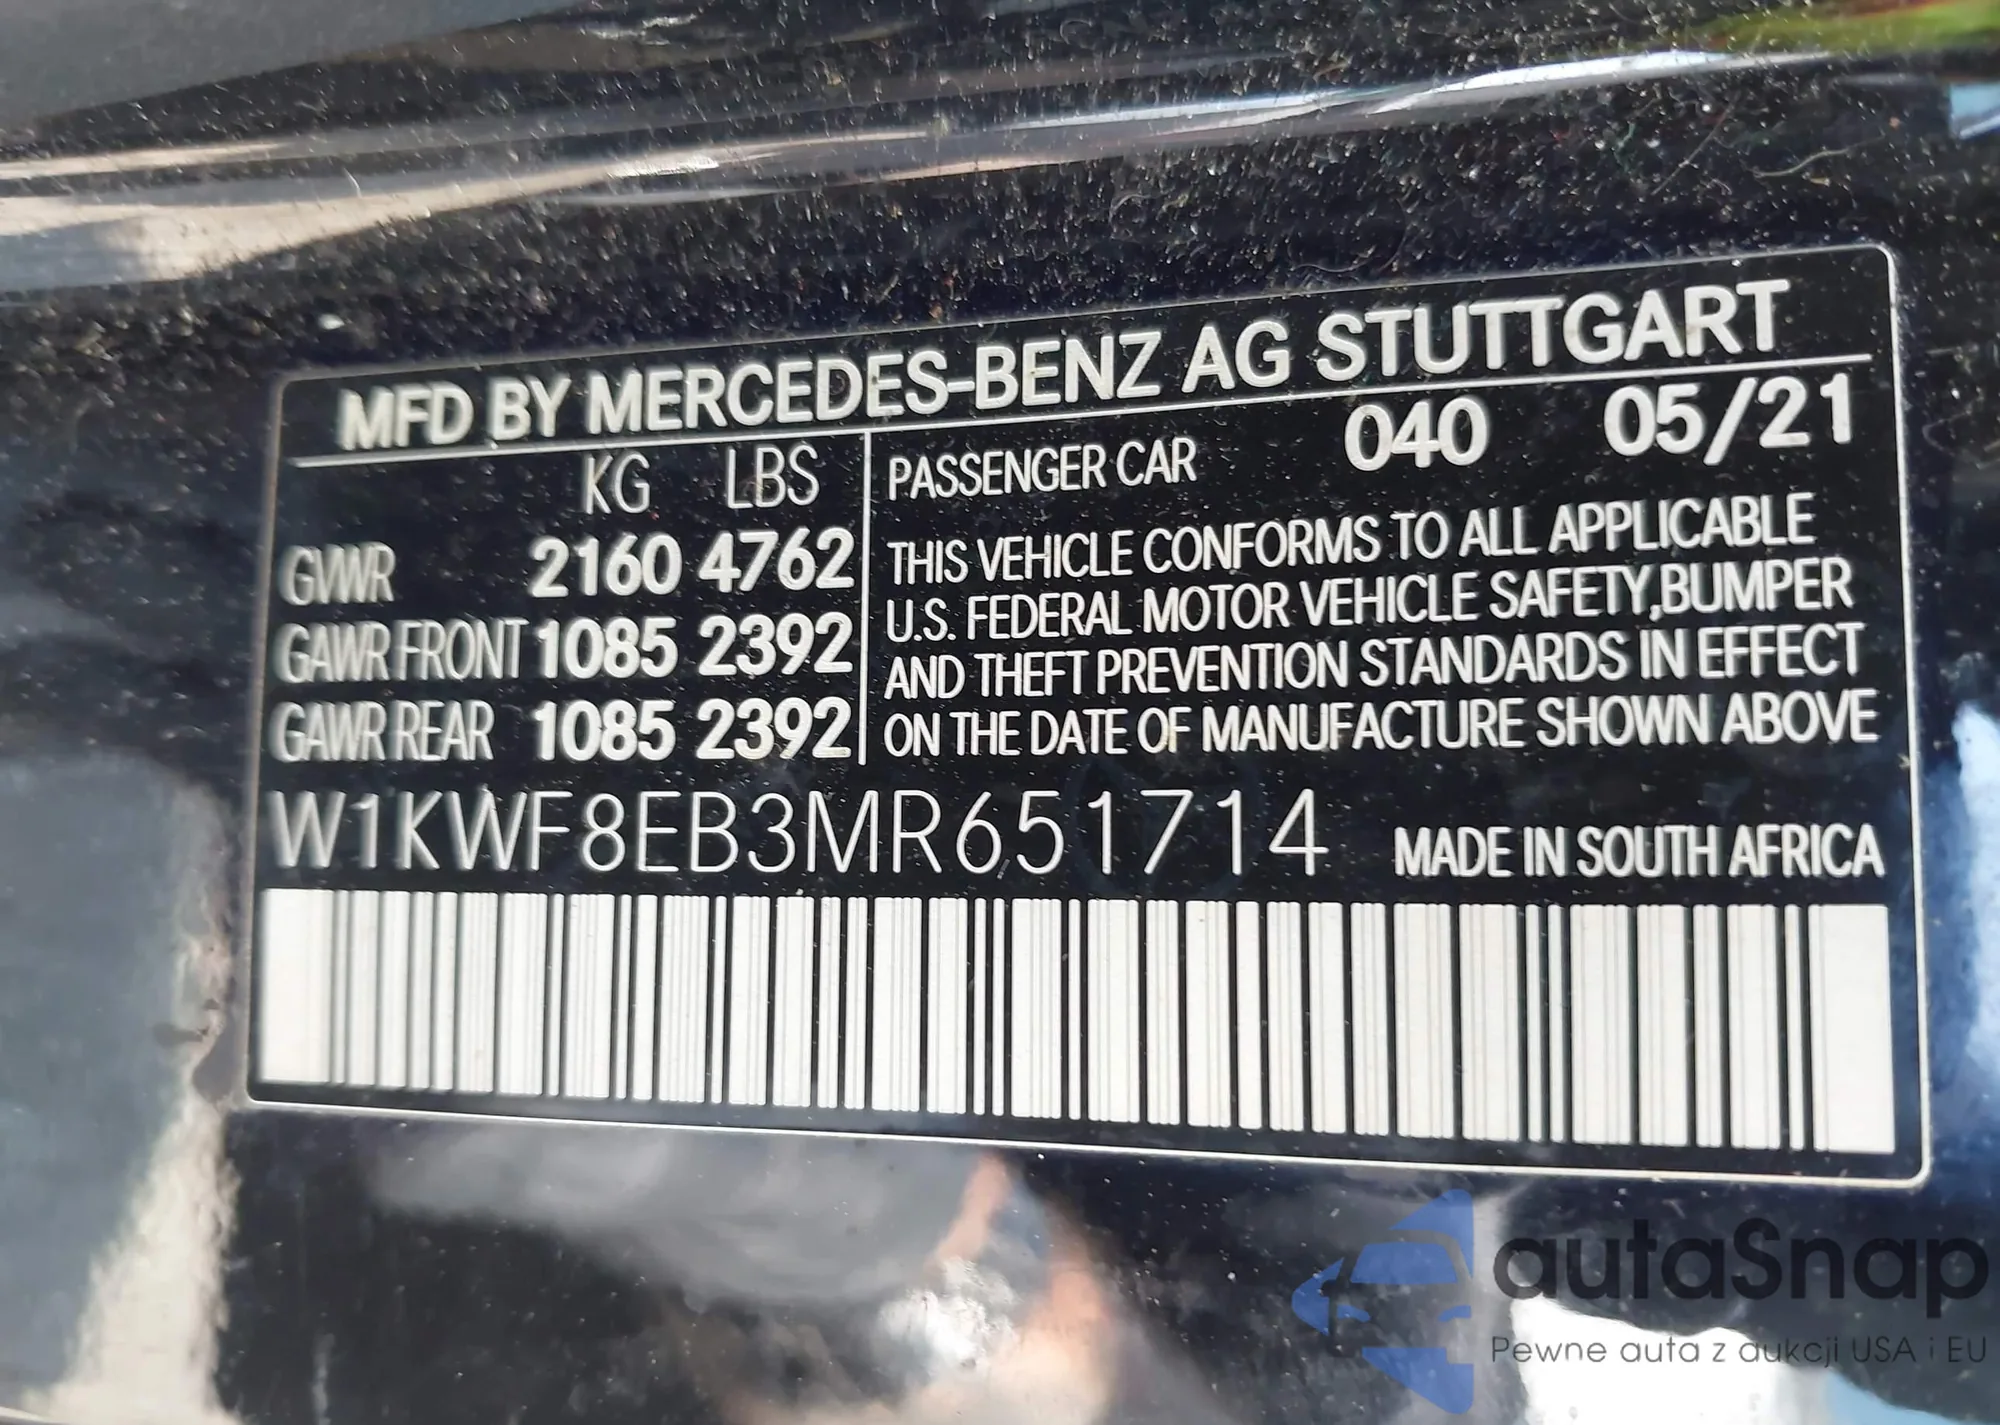 MFD BY MERCEDES-BENZ AG STUTTGART
KG LBS
GVWR 2160 4762
GAWR FRONT 1085 2392
GAWR REAR 1085 2392
PASSENGER CAR 040 05/21
THIS VEHICLE CONFORMS TO ALL APPLICABLE
U.S. FEDERAL MOTOR VEHICLE SAFETY,BUMPER
AND THEFT PREVENTION STANDARDS IN EFFECT
ON THE DATE OF MANUFACTURE SHOWN ABOVE
W1KWF8EB3MR651714 MADE IN SOUTH AFRICA
autaSnap
Pewne auta z aukcji USA i EU